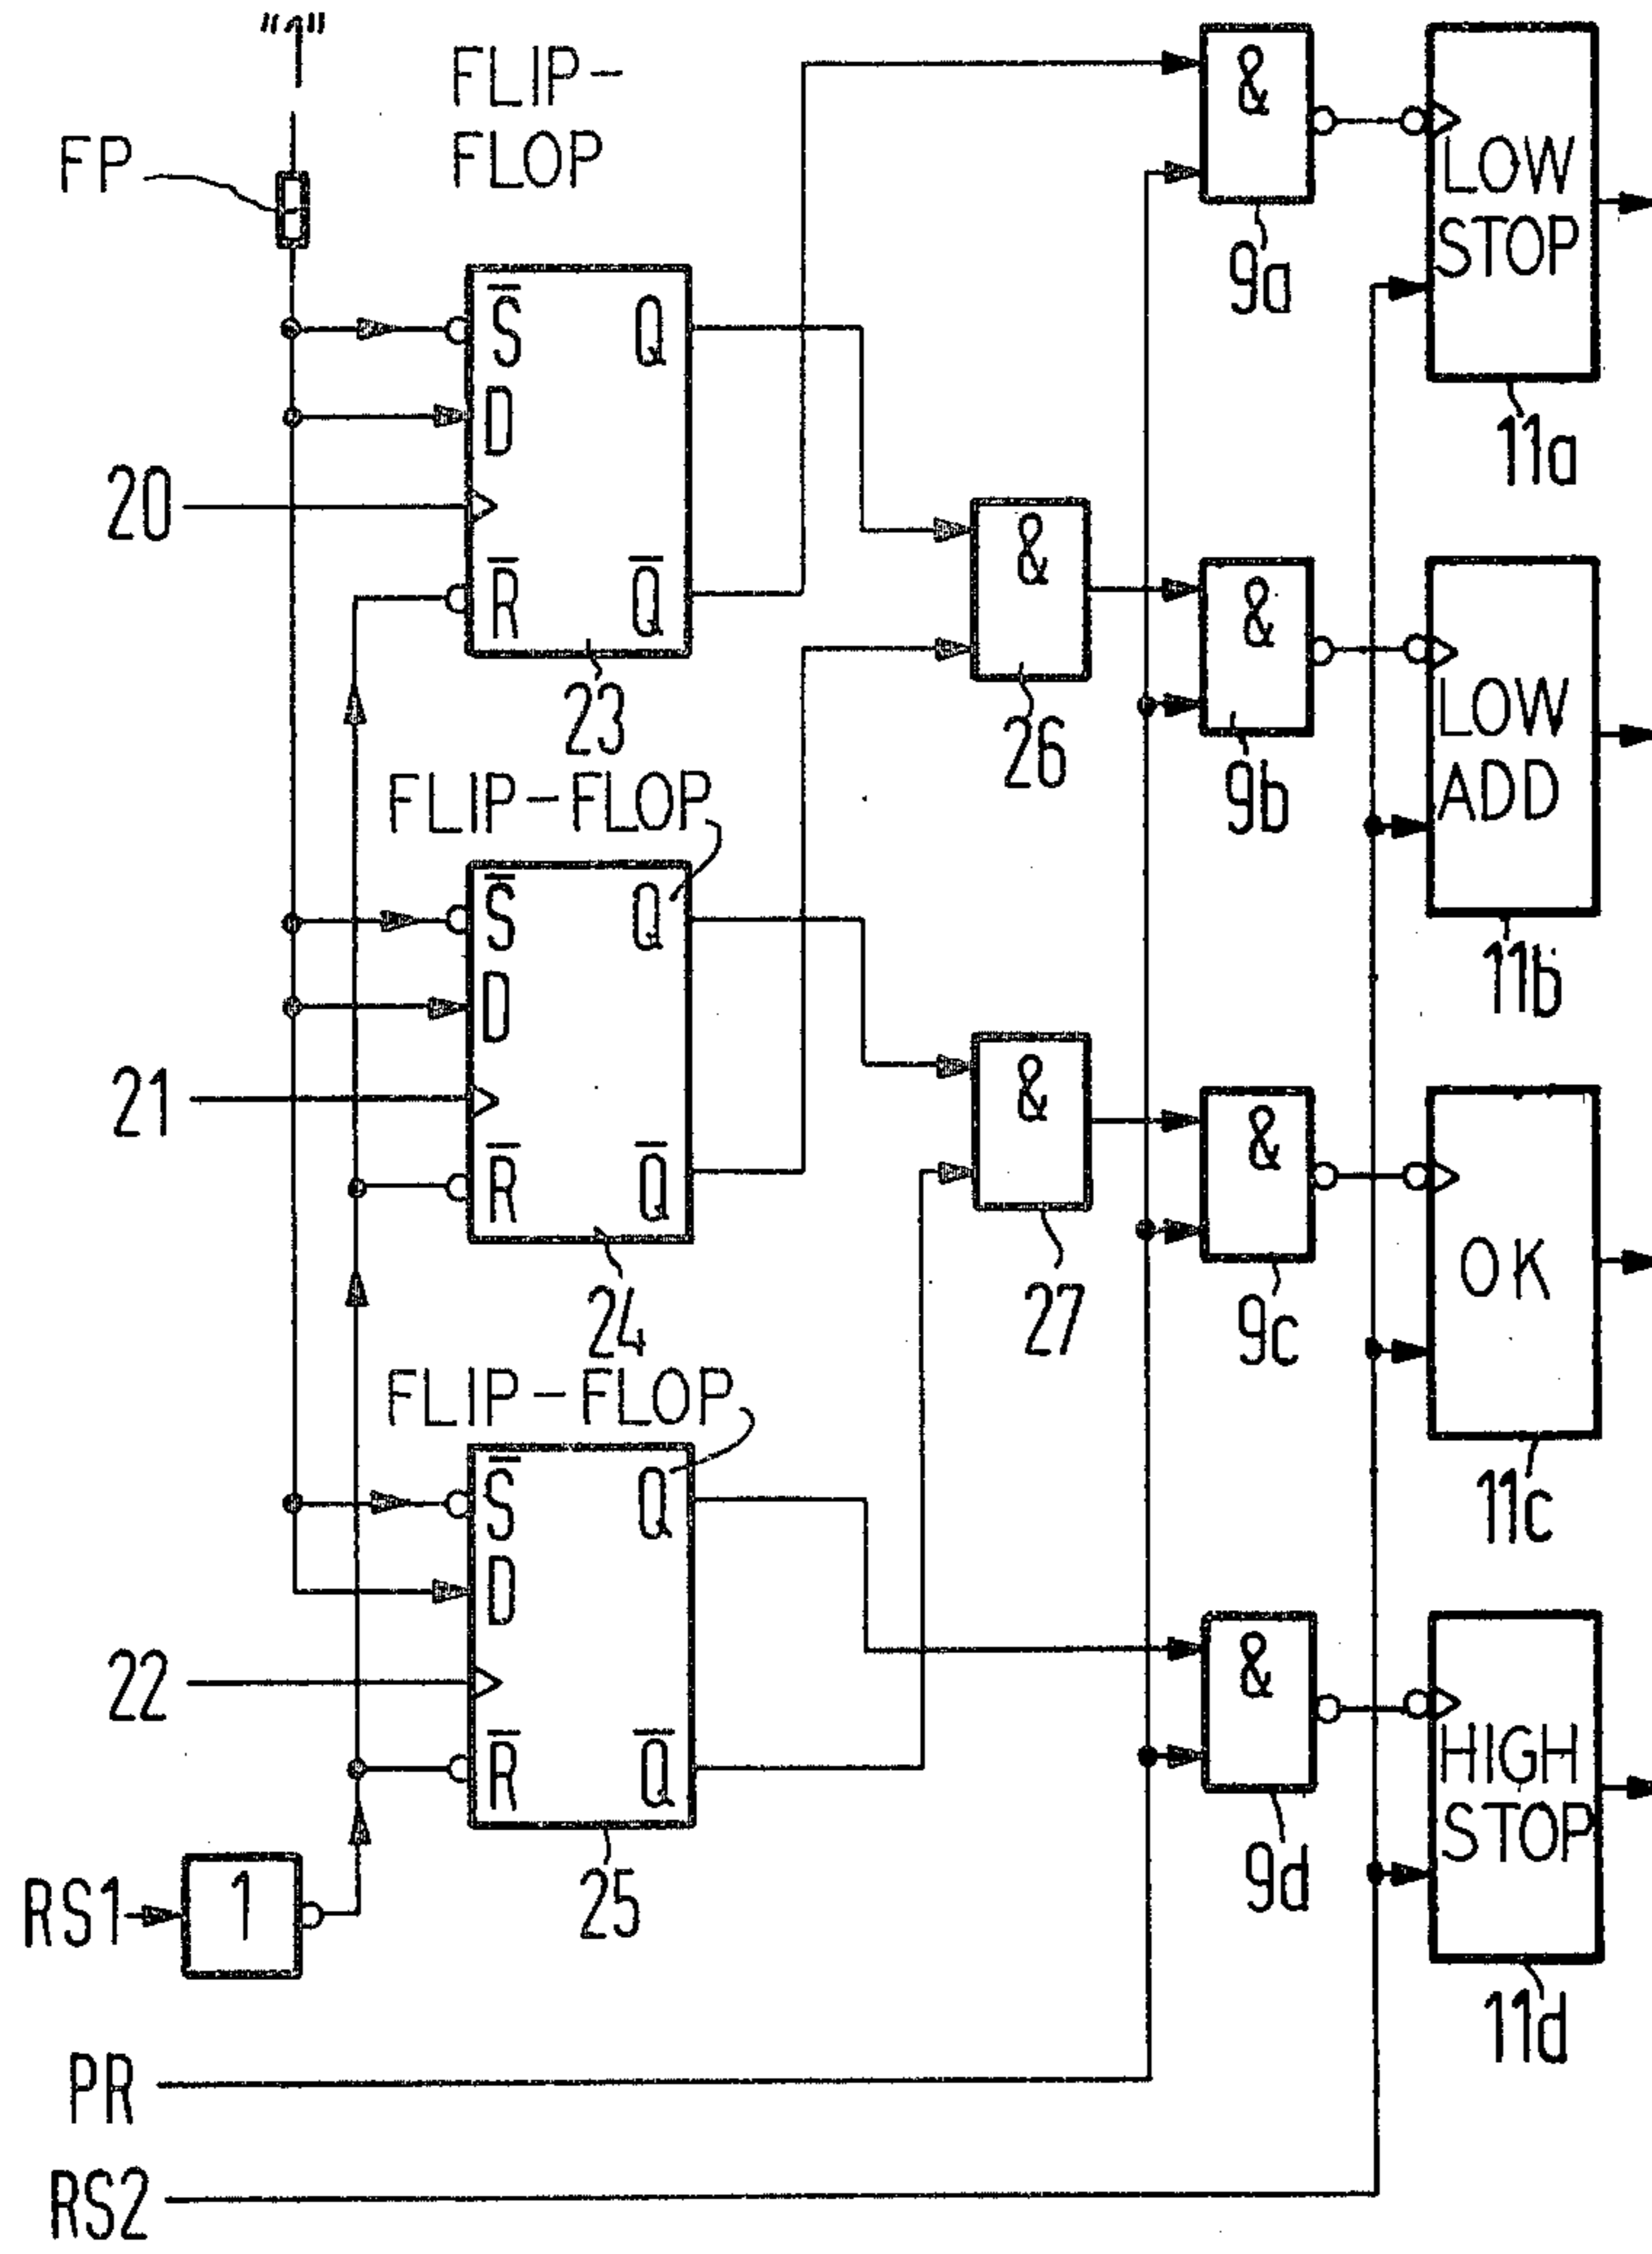 "1"
FP
FLIP-
FLOP
S̅
Q
D
20
R̅
Q̅
23
&
9a
LOW
STOP
11a
&
26
&
9b
LOW
ADD
11b
FLIP-FLOP
S̅
Q
D
21
R̅
Q̅
24
&
27
&
9c
OK
11c
FLIP-FLOP
S̅
Q
D
22
R̅
Q̅
25
&
9d
HIGH
STOP
11d
RS1
1
PR
RS2